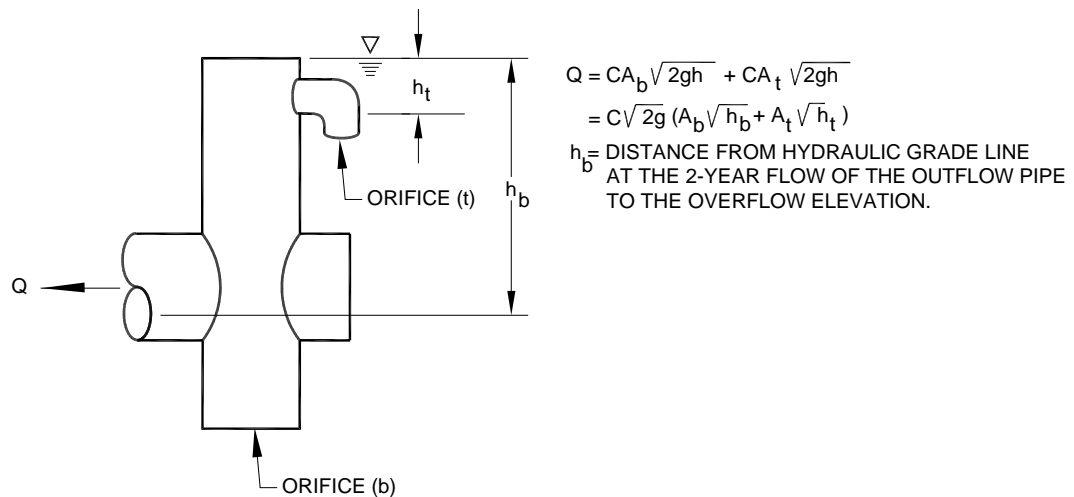 Q = CA_b√2gh + CA_t √2gh
= C√2g (A_b√h_b + A_t √h_t )
h_b = DISTANCE FROM HYDRAULIC GRADE LINE
AT THE 2-YEAR FLOW OF THE OUTFLOW PIPE
TO THE OVERFLOW ELEVATION.
h_t
h_b
ORIFICE (t)
Q
ORIFICE (b)